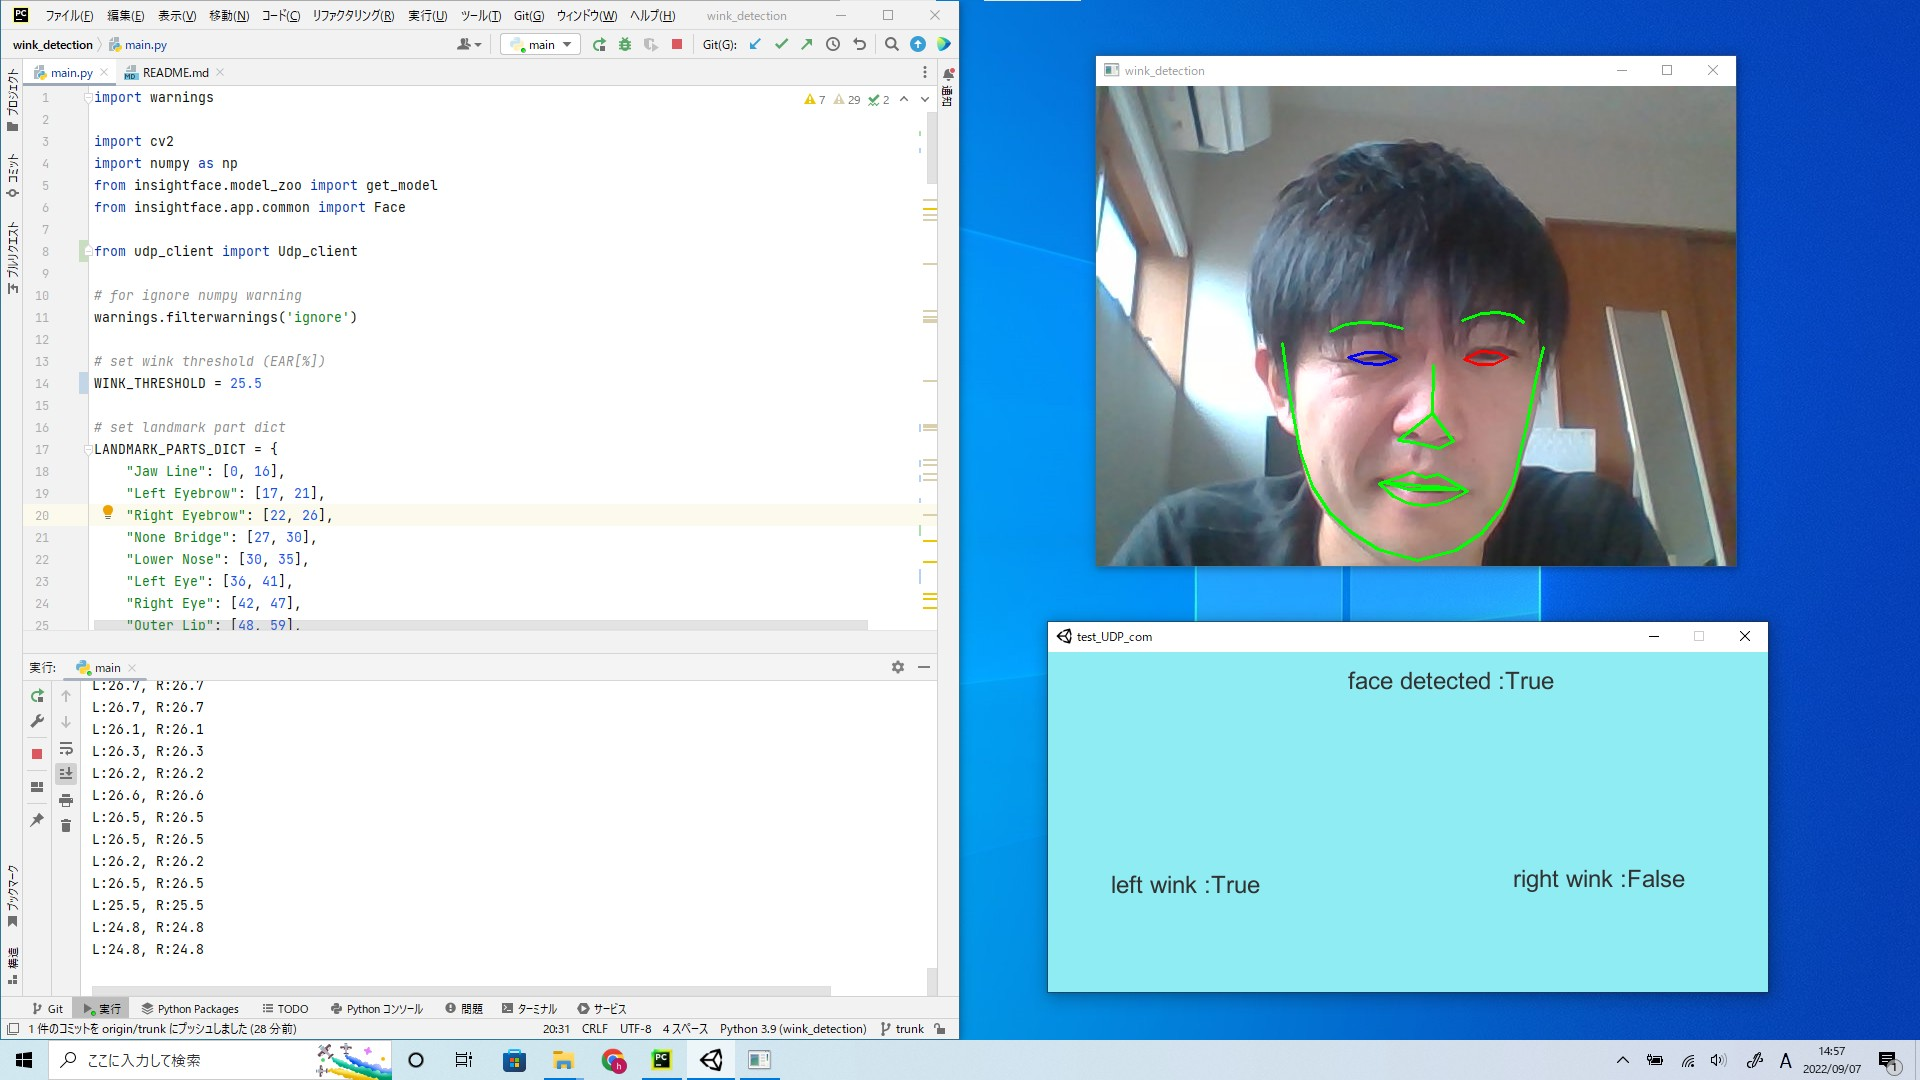 PC ファイル(F) 編集(E) 表示(V) 移動(N) コード(C) リファクタリング(R) 実行(U) ツール(T) Git(G) ウィンドウ(W) ヘルプ(H) wink_detection
wink_detection main.py main Git(G):
main.py README.md
プロジェクト
コミット
プルリクエスト
ブックマーク
構造
通知
7 29 2
1 import warnings
2
3 import cv2
4 import numpy as np
5 from insightface.model_zoo import get_model
6 from insightface.app.common import Face
7
8 from udp_client import Udp_client
9
10 # for ignore numpy warning
11 warnings.filterwarnings('ignore')
12
13 # set wink threshold (EAR[%])
14 WINK_THRESHOLD = 25.5
15
16 # set landmark part dict
17 LANDMARK_PARTS_DICT = {
18 "Jaw Line": [0, 16],
19 "Left Eyebrow": [17, 21],
20 "Right Eyebrow": [22, 26],
21 "None Bridge": [27, 30],
22 "Lower Nose": [30, 35],
23 "Left Eye": [36, 41],
24 "Right Eye": [42, 47],
25 "Outer Lip": [48, 59],
実行: main
L:26.7, R:26.7
L:26.7, R:26.7
L:26.1, R:26.1
L:26.3, R:26.3
L:26.2, R:26.2
L:26.6, R:26.6
L:26.5, R:26.5
L:26.5, R:26.5
L:26.2, R:26.2
L:26.5, R:26.5
L:25.5, R:25.5
L:24.8, R:24.8
L:24.8, R:24.8
Git 実行 Python Packages TODO Python コンソール 問題 ターミナル サービス
1 件のコミットを origin/trunk にプッシュしました (28 分前) 20:31 CRLF UTF-8 4 スペース Python 3.9 (wink_detection) trunk
wink_detection
test_UDP_com
face detected :True
left wink :True
right wink :False
ここに入力して検索
A
14:57
2022/09/07
1